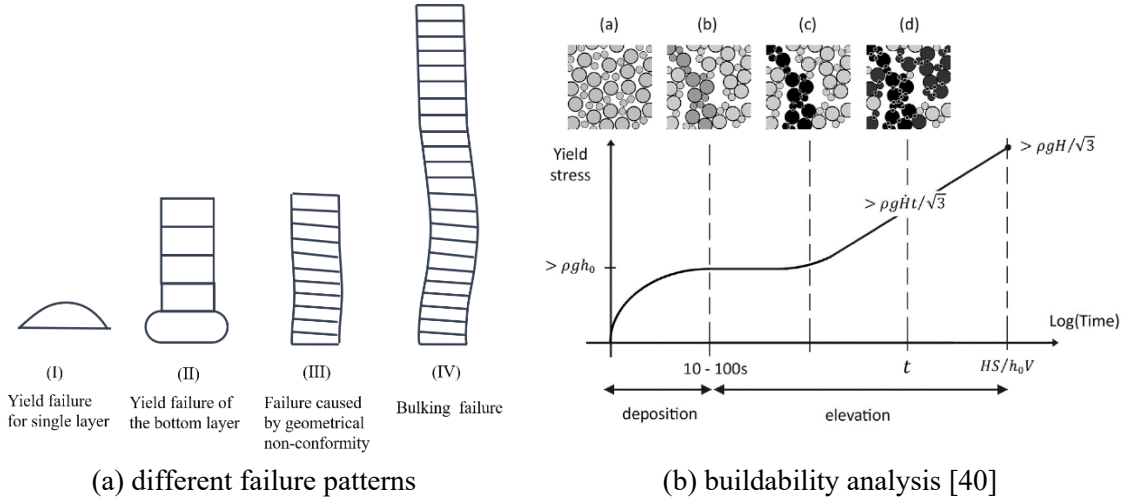 (I)
Yield failure
for single layer
(II)
Yield failure of
the bottom layer
(III)
Failure caused
by geometrical
non-conformity
(IV)
Bulking failure
(a) different failure patterns
(a)
(b)
(c)
(d)
Yield
stress
> ρgH/√3
> ρgḢt/√3
> ρgh₀
Log(Time)
10 - 100s
t
HS/h₀V
deposition
elevation
(b) buildability analysis [40]